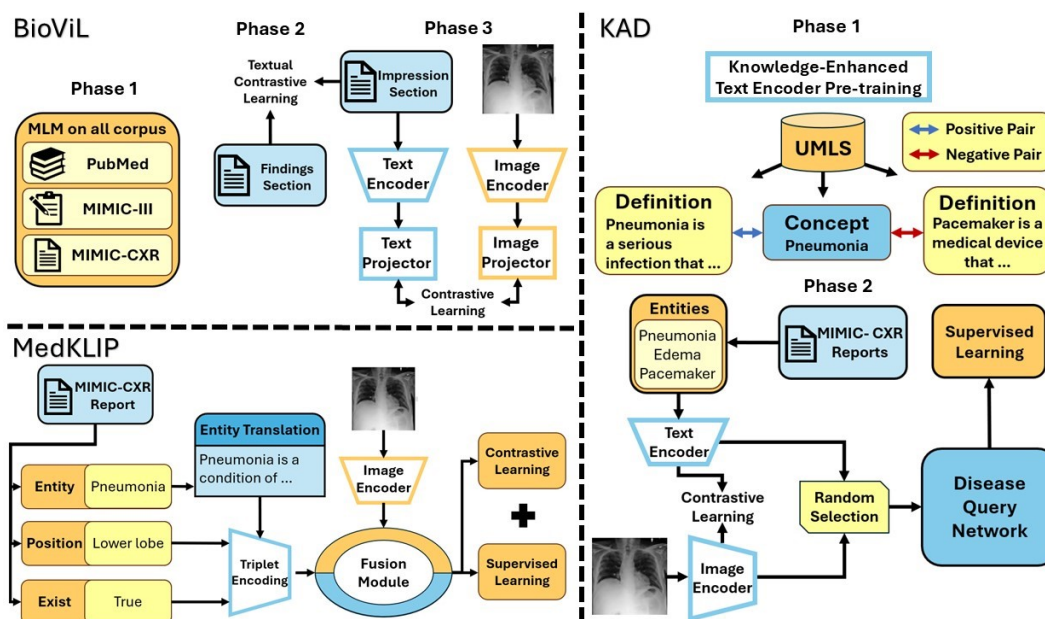 BioViL
Phase 1
MLM on all corpus
PubMed
MIMIC-III
MIMIC-CXR
Phase 2
Textual
Contrastive
Learning
Findings
Section
Phase 3
Impression
Section
Text
Encoder
Image
Encoder
Text
Projector
Image
Projector
Contrastive
Learning
MedKLIP
MIMIC-CXR
Report
Entity
Pneumonia
Position
Lower lobe
Exist
True
Entity Translation
Pneumonia is a
condition of ...
Triplet
Encoding
Image
Encoder
Fusion
Module
Contrastive
Learning
Supervised
Learning
KAD
Phase 1
Knowledge-Enhanced
Text Encoder Pre-training
UMLS
Positive Pair
Negative Pair
Definition
Pneumonia is
a serious
infection that ...
Concept
Pneumonia
Definition
Pacemaker is a
medical device
that ...
Phase 2
Entities
Pneumonia
Edema
Pacemaker
MIMIC- CXR
Reports
Supervised
Learning
Text
Encoder
Contrastive
Learning
Random
Selection
Disease
Query
Network
Image
Encoder